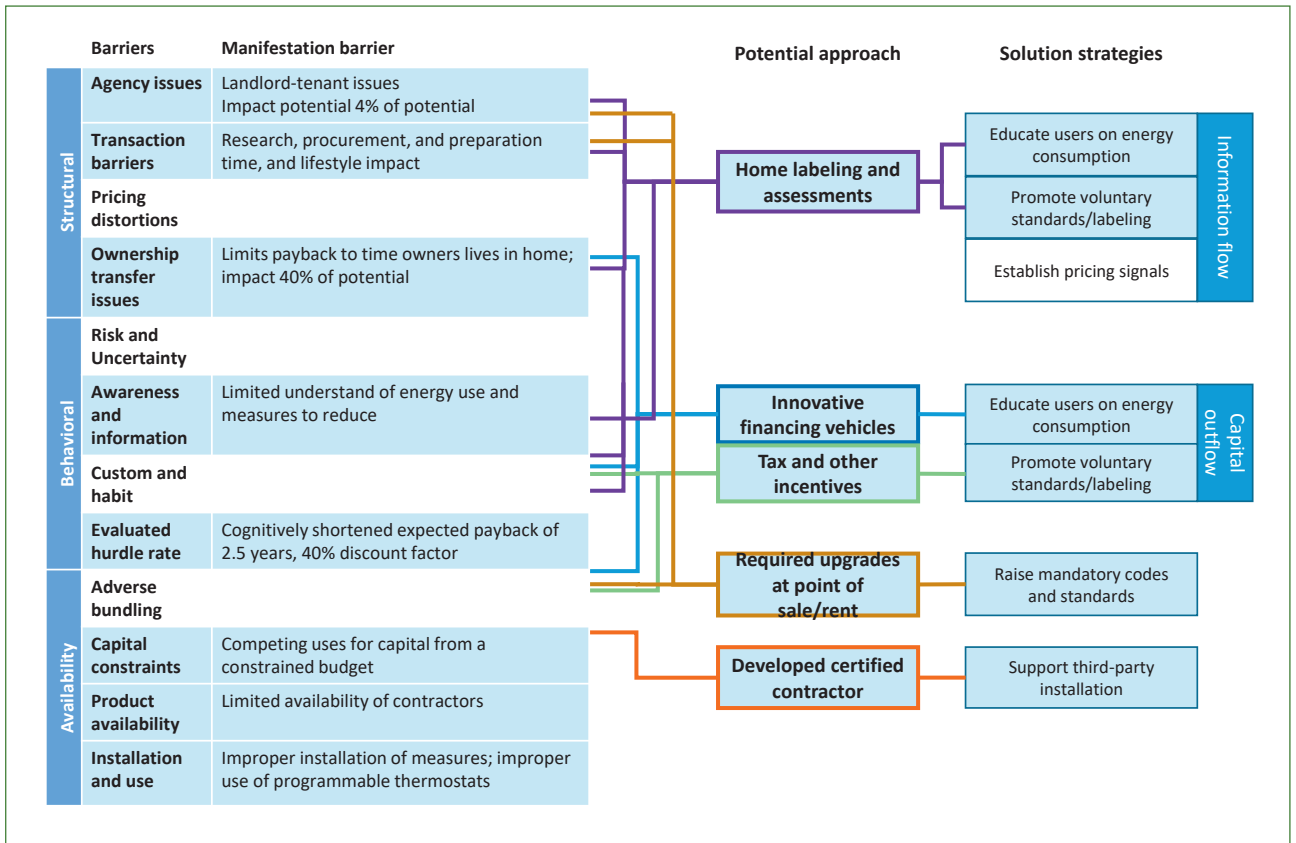 Barriers
Manifestation barrier
Potential approach
Solution strategies
Structural
Agency issues
Landlord-tenant issues
Impact potential 4% of potential
Transaction
barriers
Research, procurement, and preparation
time, and lifestyle impact
Pricing
distortions
Ownership
transfer
issues
Limits payback to time owners lives in home;
impact 40% of potential
Behavioral
Risk and
Uncertainty
Awareness
and
information
Limited understand of energy use and
measures to reduce
Custom and
habit
Evaluated
hurdle rate
Cognitively shortened expected payback of
2.5 years, 40% discount factor
Availability
Adverse
bundling
Capital
constraints
Competing uses for capital from a
constrained budget
Product
availability
Limited availability of contractors
Installation
and use
Improper installation of measures; improper
use of programmable thermostats
Home labeling and
assessments
Innovative
financing vehicles
Tax and other
incentives
Required upgrades
at point of
sale/rent
Developed certified
contractor
Educate users on energy
consumption
Promote voluntary
standards/labeling
Establish pricing signals
Information flow
Educate users on energy
consumption
Promote voluntary
standards/labeling
Capital
outflow
Raise mandatory codes
and standards
Support third-party
installation